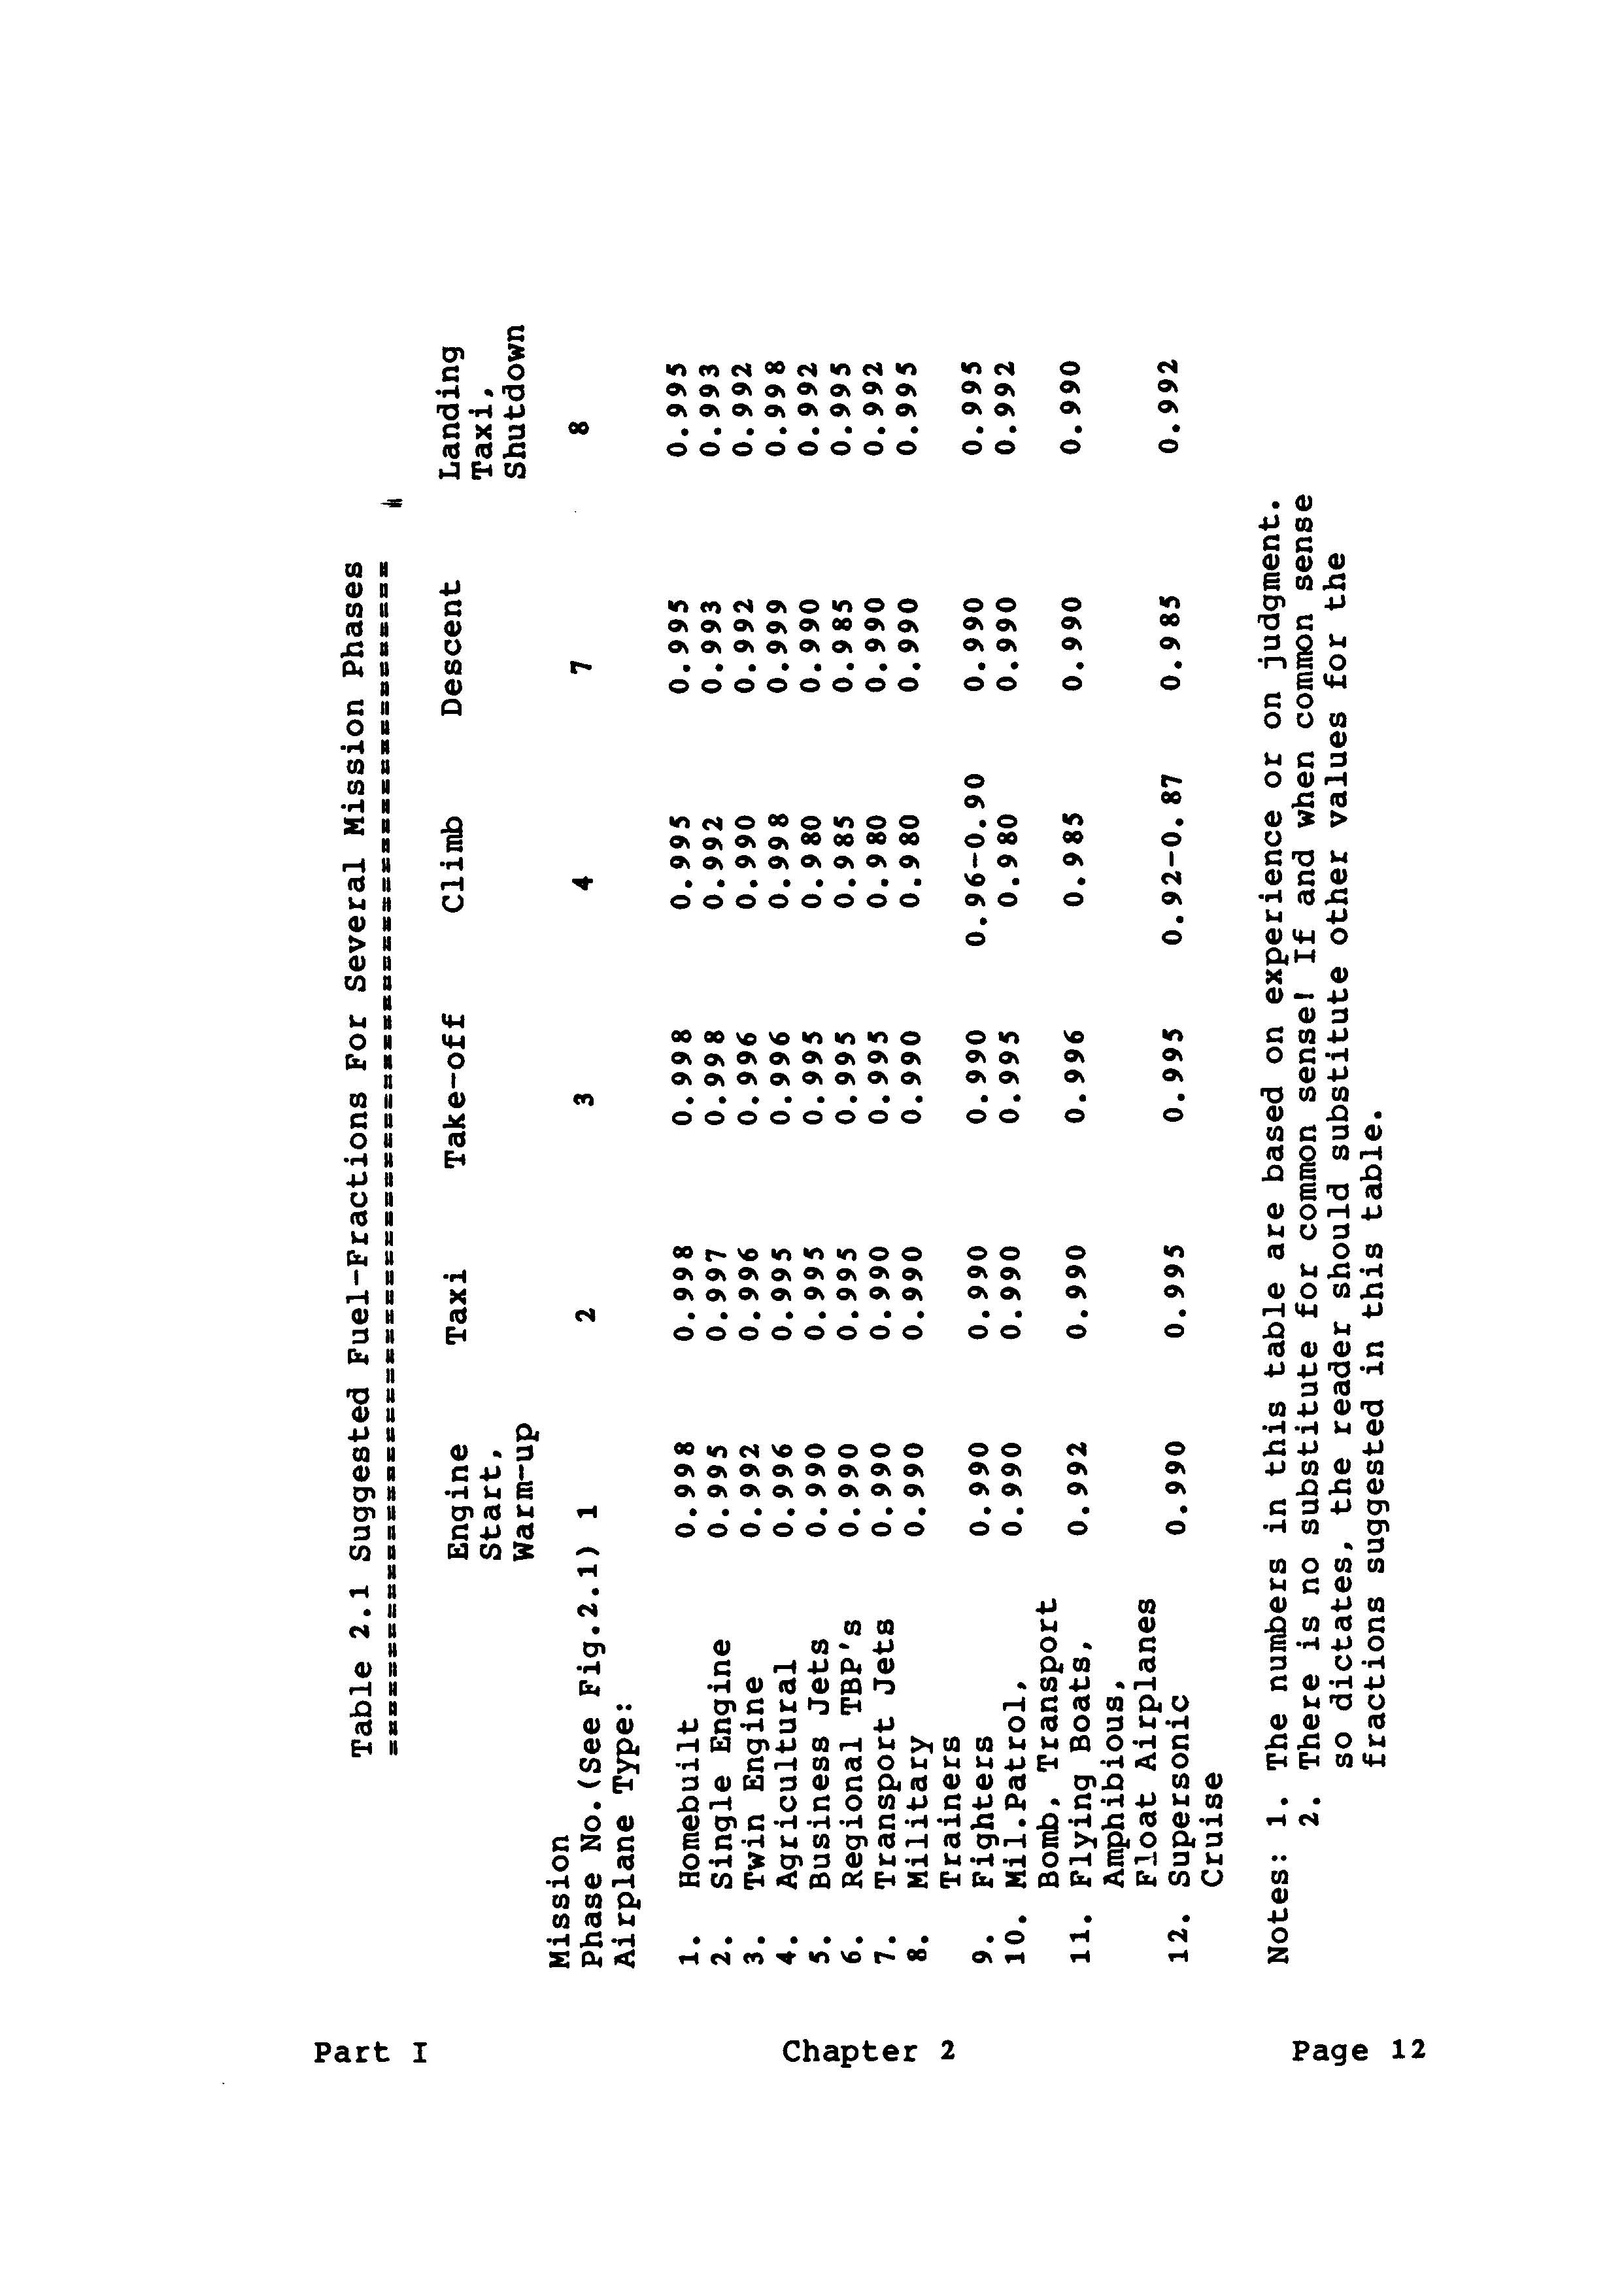 Part I
Chapter 2
Page 12
Table 2.1 Suggested Fuel-Fractions For Several Mission Phases
=============================================================
Engine Taxi Take-off Climb Descent Landing
Start, Taxi,
Warm-up Shutdown
Mission
Phase No.(See Fig.2.1) 1 2 3 4 7 8
Airplane Type:
1. Homebuilt 0.998 0.998 0.998 0.995 0.995 0.995
2. Single Engine 0.995 0.997 0.998 0.992 0.993 0.993
3. Twin Engine 0.992 0.996 0.996 0.990 0.992 0.992
4. Agricultural 0.996 0.995 0.996 0.998 0.999 0.998
5. Business Jets 0.990 0.995 0.995 0.980 0.990 0.992
6. Regional TBP's 0.990 0.995 0.995 0.985 0.985 0.995
7. Transport Jets 0.990 0.990 0.995 0.980 0.990 0.992
8. Military 0.990 0.990 0.990 0.980 0.990 0.995
Trainers
9. Fighters 0.990 0.990 0.990 0.96-0.90 0.990 0.995
10. Mil.Patrol, 0.990 0.990 0.995 0.980 0.990 0.992
Bomb, Transport
11. Flying Boats, 0.992 0.990 0.996 0.985 0.990 0.990
Amphibious,
Float Airplanes
12. Supersonic 0.990 0.995 0.995 0.92-0.87 0.985 0.992
Cruise
Notes: 1. The numbers in this table are based on experience or on judgment.
2. There is no substitute for common sense! If and when common sense
so dictates, the reader should substitute other values for the
fractions suggested in this table.